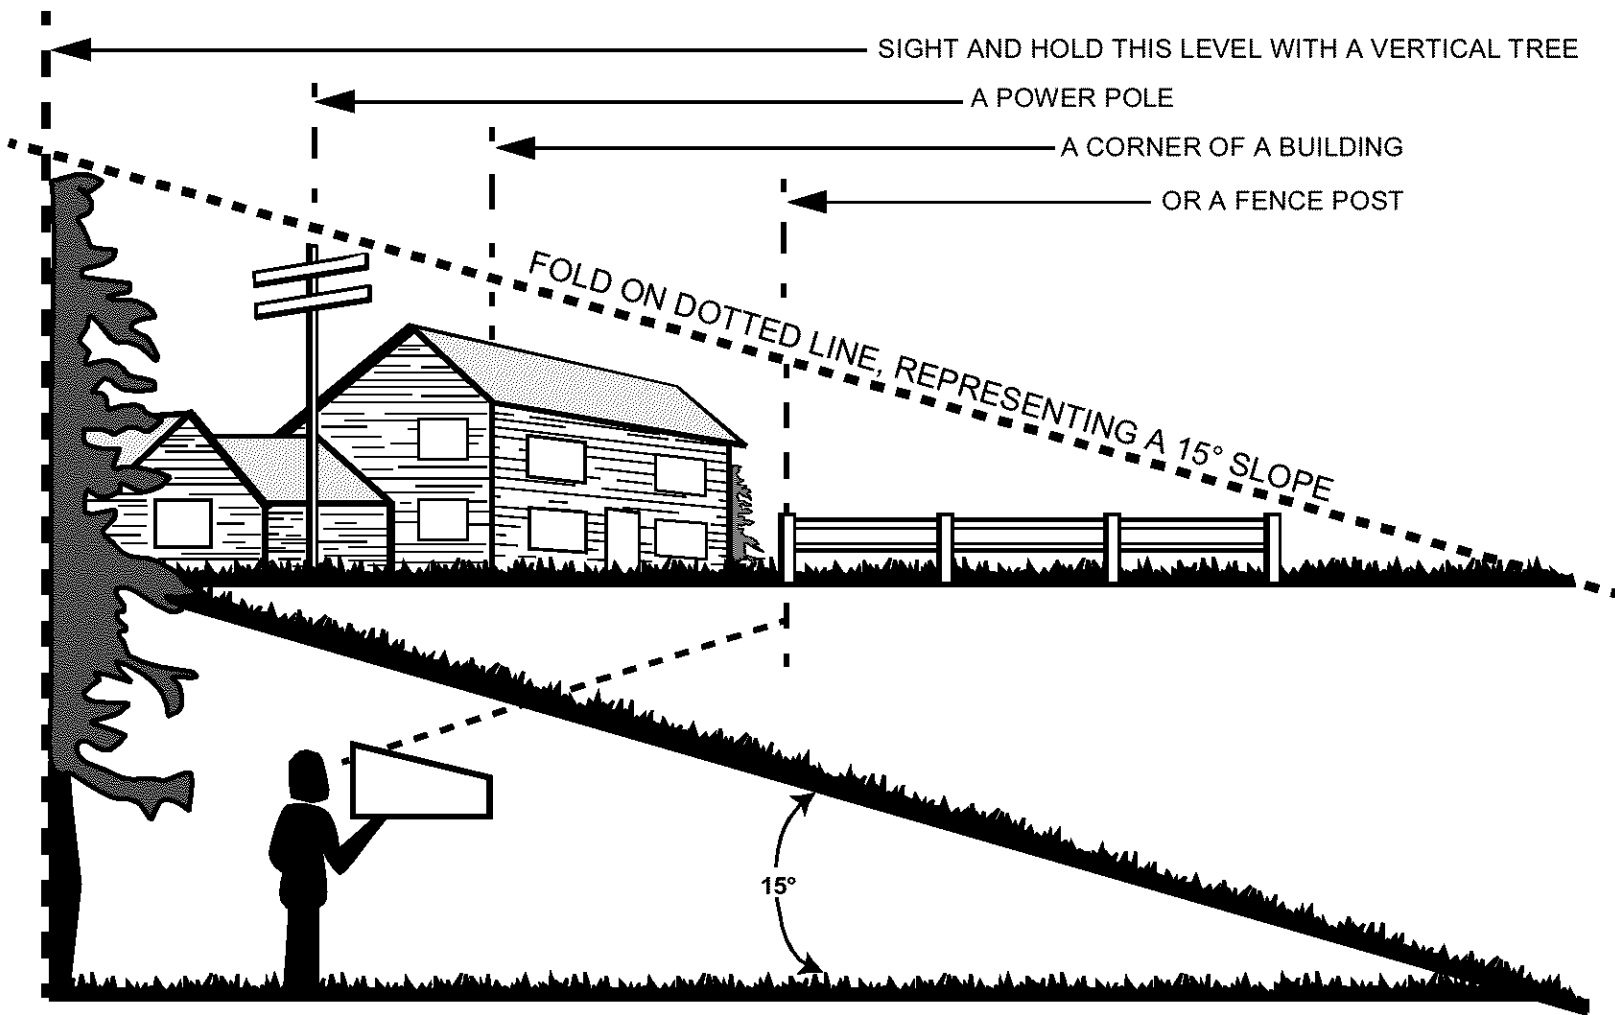 SIGHT AND HOLD THIS LEVEL WITH A VERTICAL TREE
A POWER POLE
A CORNER OF A BUILDING
OR A FENCE POST
FOLD ON DOTTED LINE, REPRESENTING A 15° SLOPE
15°